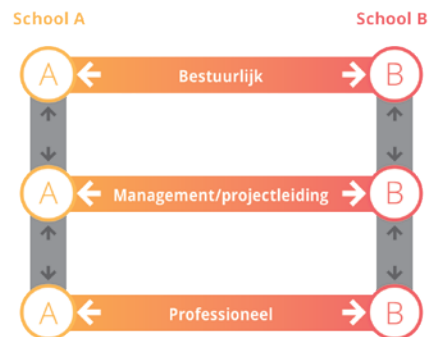 School A
School B
A
Bestuurlijk
B
A
Management/projectleiding
B
A
Professioneel
B